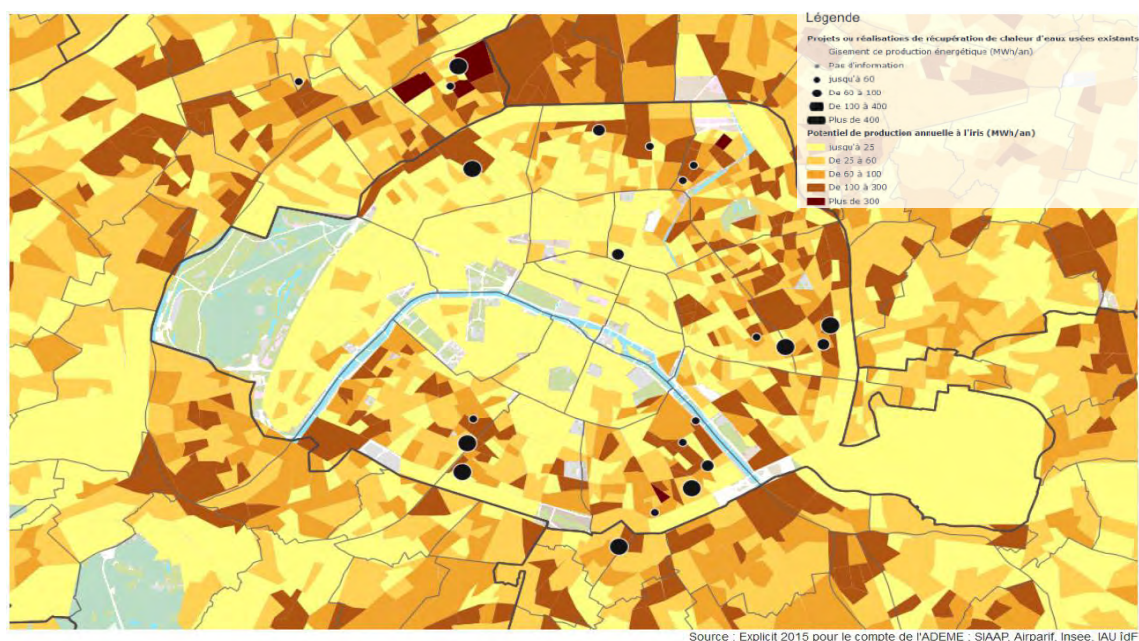 Légende
Projets ou réalisations de récupération de chaleur d'eaux usées existants
Gisement de production énergétique (MWh/an)
Pas d'information
jusqu'à 60
De 60 à 100
De 100 à 400
Plus de 400
Potentiel de production annuelle à l'iris (MWh/an)
jusqu'à 25
De 25 à 60
De 60 à 100
De 100 à 300
Plus de 300
Source : Explicit 2015 pour le compte de l'ADEME ; SIAAP, Airparif, Insee, IAU IdF